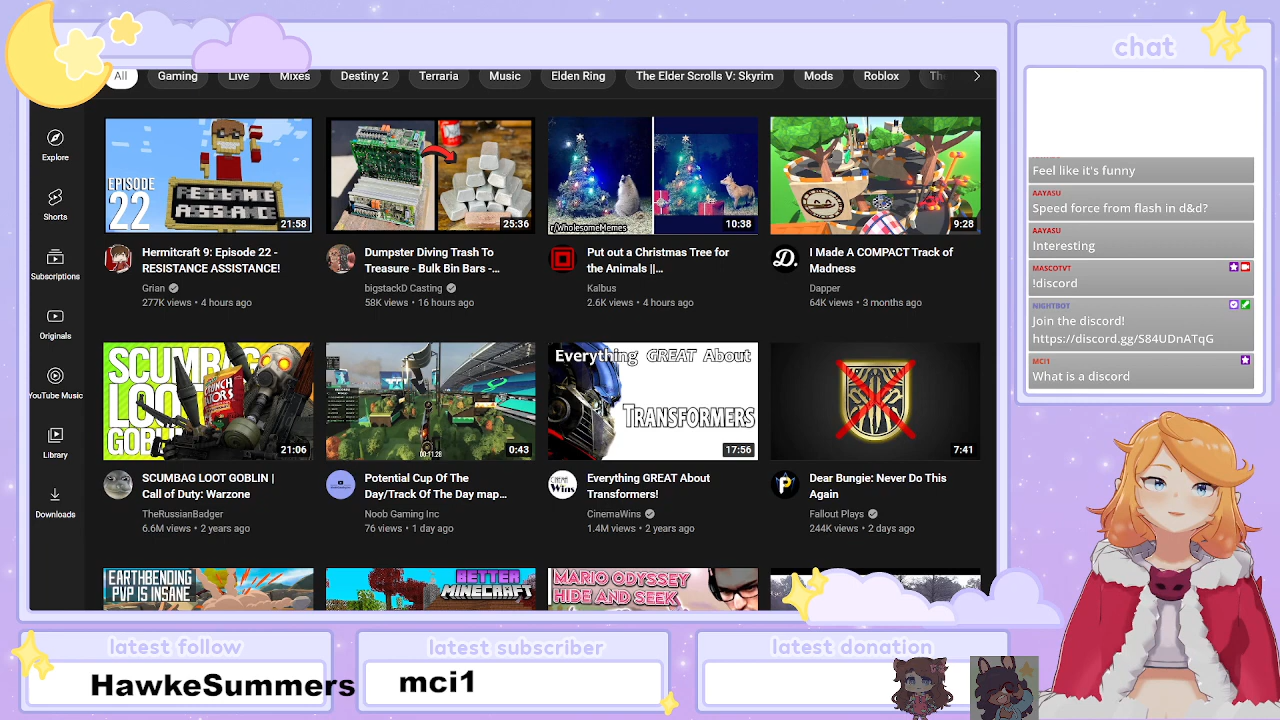 chat
All
Gaming
Live
Mixes
Destiny 2
Terraria
Music
Elden Ring
The Elder Scrolls V: Skyrim
Mods
Roblox
Explore
Shorts
Subscriptions
Originals
YouTube Music
Library
Downloads
EPISODE
22
RESISTANCE
ASSISTANCE
21:58
25:36
r/WholesomeMemes
10:38
9:28
Hermitcraft 9: Episode 22 -
RESISTANCE ASSISTANCE!
Grian
277K views • 4 hours ago
Dumpster Diving Trash To
Treasure - Bulk Bin Bars -...
bigstackD Casting
58K views • 16 hours ago
Put out a Christmas Tree for
the Animals ||...
Kalbus
2.6K views • 4 hours ago
D.
I Made A COMPACT Track of
Madness
Dapper
64K views • 3 months ago
SCUMBAG
LOOT
GOBLIN
21:06
0:43
Everything GREAT About
TRANSFORMERS
17:56
7:41
SCUMBAG LOOT GOBLIN |
Call of Duty: Warzone
TheRussianBadger
6.6M views • 2 years ago
Potential Cup Of The
Day/Track Of The Day map...
Noob Gaming Inc
76 views • 1 day ago
Wins
Everything GREAT About
Transformers!
CinemaWins
1.4M views • 2 years ago
Dear Bungie: Never Do This
Again
Fallout Plays
244K views • 2 days ago
EARTHBENDING
PVP IS INSANE
BETTER
MINECRAFT
MARIO ODYSSEY
HIDE AND SEEK
Feel like it's funny
AAYASU
Speed force from flash in d&d?
AAYASU
Interesting
MASCOTVT
!discord
NIGHTBOT
Join the discord!
https://discord.gg/S84UDnATqG
MCI1
What is a discord
latest follow
HawkeSummers
latest subscriber
mci1
latest donation